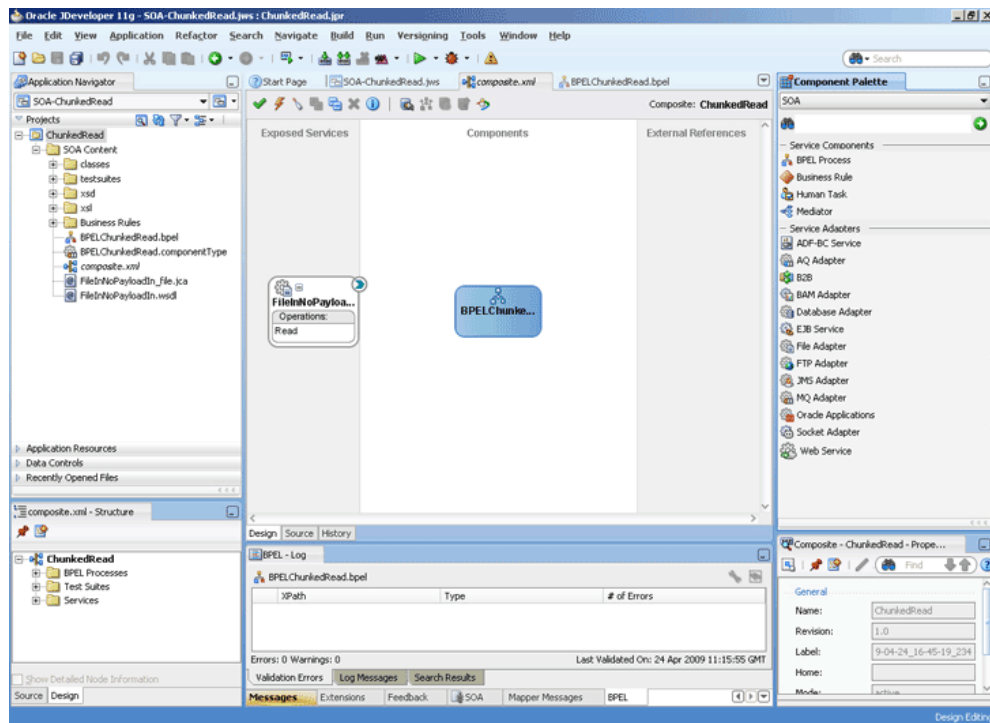 Oracle JDeveloper 11g - SOA-ChunkedRead.jws : ChunkedRead.jpr
File Edit View Application Refactor Search Navigate Build Run Versigning Tools Window Help
Search
Application Navigator
SOA-ChunkedRead
Projects
ChunkedRead
SOA Content
classes
testsuites
xsd
xsl
Business Rules
BPELChunkedRead.bpel
BPELChunkedRead.componentType
composite.xml
FileInNoPayloadIn_file.jca
FileInNoPayloadIn.wsdl
Application Resources
Data Controls
Recently Opened Files
composite.xml - Structure
ChunkedRead
BPEL Processes
Test Suites
Services
Show Detailed Node Information
Source Design
Start Page SOA-ChunkedRead.jws composite.xml BPELChunkedRead.bpel
Composite: ChunkedRead
Exposed Services Components External References
FileInNoPayloa...
Operations:
Read
BPELChunke...
Design Source History
BPEL - Log
BPELChunkedRead.bpel
XPath Type # of Errors
Errors: 0 Warnings: 0 Last Validated On: 24 Apr 2009 11:15:55 GMT
Validation Errors Log Messages Search Results
Messages Extensions Feedback SOA Mapper Messages BPEL
Component Palette
SOA
Service Components
BPEL Process
Business Rule
Human Task
Mediator
Service Adapters
ADF-BC Service
AQ Adapter
B2B
BAM Adapter
Database Adapter
EJB Service
File Adapter
FTP Adapter
JMS Adapter
MQ Adapter
Oracle Applications
Socket Adapter
Web Service
Composite - ChunkedRead - Prope...
Find
General
Name: ChunkedRead
Revision: 1.0
Label: 9-04-24_16-45-19_234
Home:
Mode: active
Design Editing